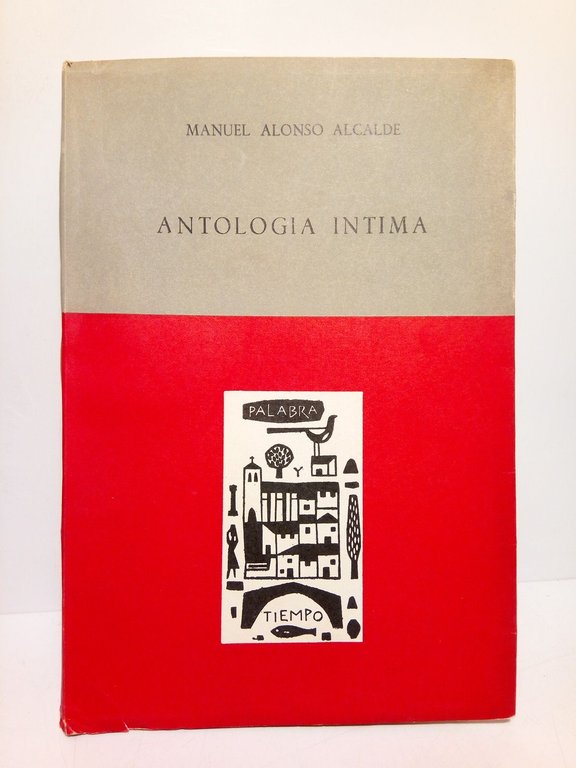 MANUEL ALONSO ALCALDE
ANTOLOGIA INTIMA
PALABRA
Y
TIEMPO